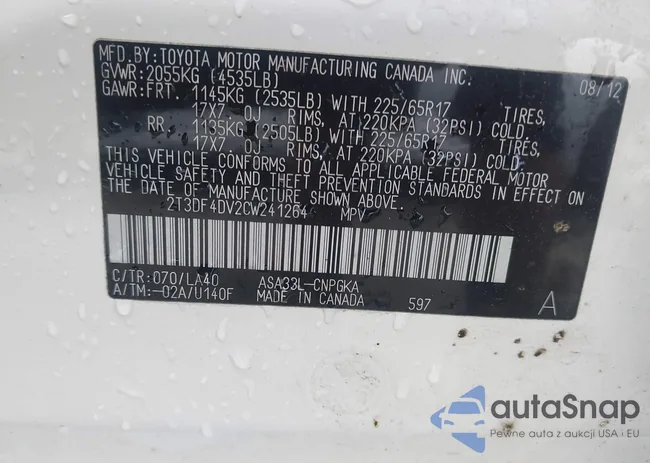 MFD.BY:TOYOTA MOTOR MANUFACTURING CANADA INC. 08/12
GVWR:2055KG (4535LB)
GAWR:FRT. 1145KG (2535LB) WITH 225/65R17 TIRES,
17X7. 0J RIMS, AT 220KPA (32PSI) COLD
RR. 1135KG (2505LB) WITH 225/65R17 TIRES,
17X7. 0J RIMS, AT 220KPA (32PSI) COLD.
THIS VEHICLE CONFORMS TO ALL APPLICABLE FEDERAL MOTOR
VEHICLE SAFETY STANDARDS IN EFFECT ON
THE DATE OF MANUFACTURE SHOWN ABOVE.
2T3DF4DV2CW241264 MPV
C/TR:070/LA40 ASA33L-CNPGKA
A/TM:-02A/U140F MADE IN CANADA 597 A
autaSnap
Pewne auta z aukcji USA i EU